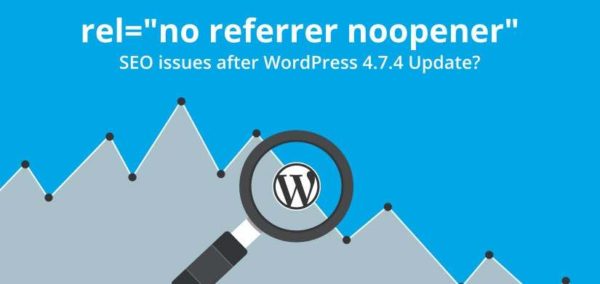 rel="no referrer noopener"
SEO issues after WordPress 4.7.4 Update?